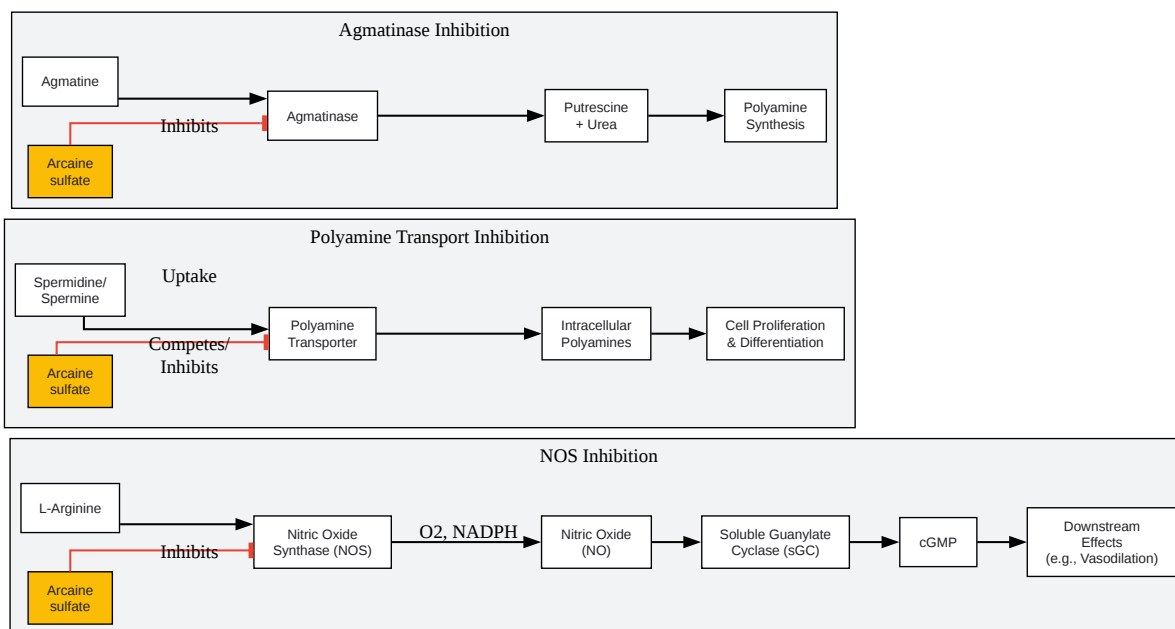 Agmatinase Inhibition
Agmatine
Agmatinase
Putrescine
+ Urea
Polyamine
Synthesis
Inhibits
Arcaine
sulfate
Polyamine Transport Inhibition
Uptake
Spermidine/
Spermine
Polyamine
Transporter
Intracellular
Polyamines
Cell Proliferation
& Differentiation
Competes/
Inhibits
Arcaine
sulfate
NOS Inhibition
L-Arginine
Nitric Oxide
Synthase (NOS)
O2, NADPH
Nitric Oxide
(NO)
Soluble Guanylate
Cyclase (sGC)
cGMP
Downstream
Effects
(e.g., Vasodilation)
Inhibits
Arcaine
sulfate